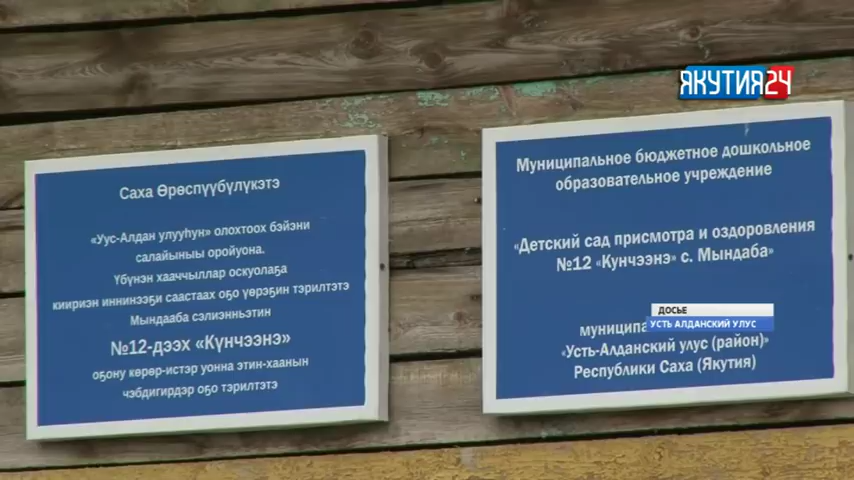 ЯКУТИЯ24
Саха Өрөспүүбүлүкэтэ
«Уус-Алдан улууһун» олохтоох бэйэни
салайыныы оройуона.
Үбүнэн хааччыллар оскуолаҕа
киириэн иннинээҕи саастаах оҕо үөрэҕин тэрилтэтэ
Мындааба сэлиэнньэтин
№12-дээх «Күнчээнэ»
оҕону көрөр-истэр уонна этин-хаанын
чэбдигирдэр оҕо тэрилтэтэ
Муниципальное бюджетное дошкольное
образовательное учреждение
«Детский сад присмотра и оздоровления
№12 «Кунчээнэ» с. Мындаба»
«Усть-Алданский улус (район)»
Республики Саха (Якутия)
ДОСЬЕ
УСТЬ АЛДАНСКИЙ УЛУС